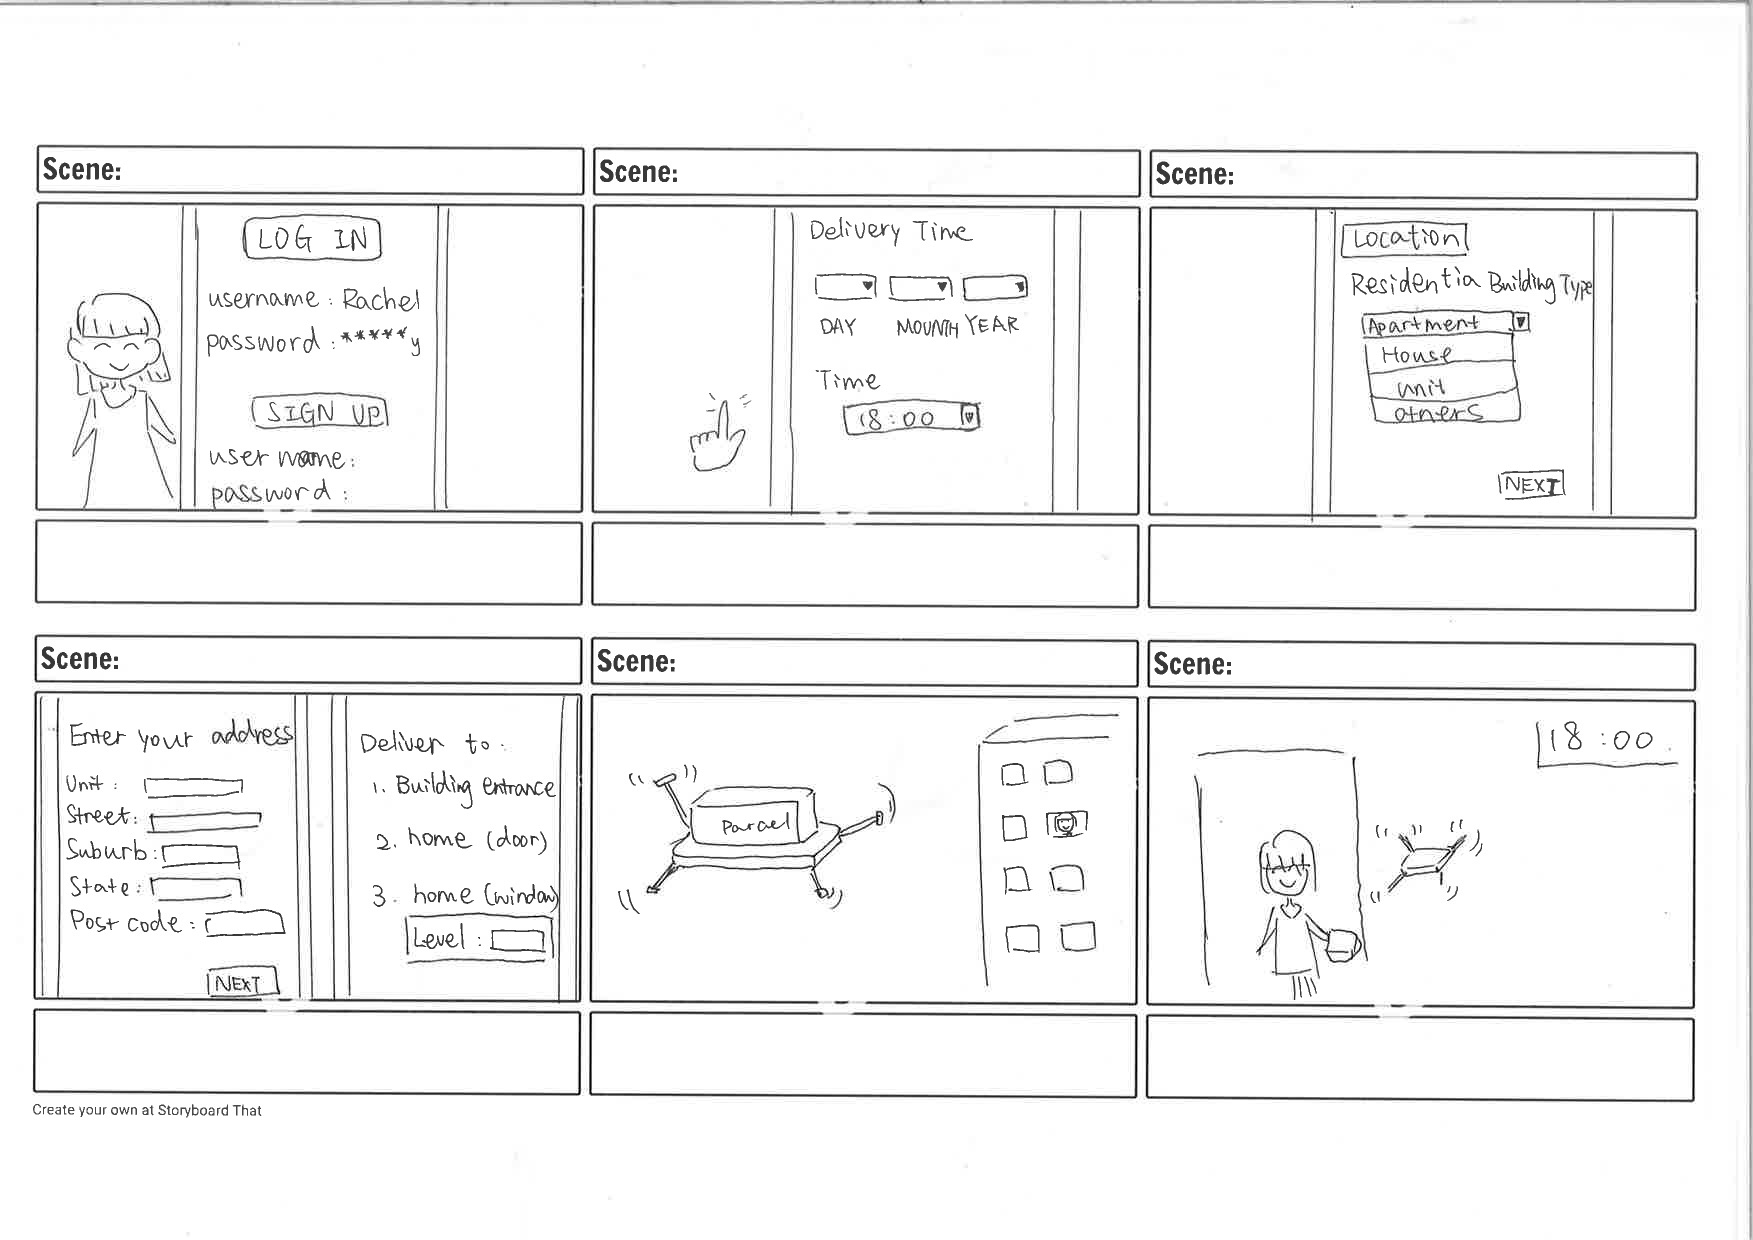 Scene:
LOG IN
username : Rachel
password : *****y
SIGN UP
user name :
password :
Scene:
Delivery Time
DAY MOUNTH YEAR
Time
18:00
Scene:
Location
Residentia Building Type
Apartment
House
unit
others
NEXT
Scene:
Enter your address
Unit :
Street :
Suburb :
State :
Post code :
NEXT
Deliver to :
1. Building entrance
2. home (door)
3. home (window)
Level :
Scene:
Parcel
Scene:
18:00
Create your own at Storyboard That